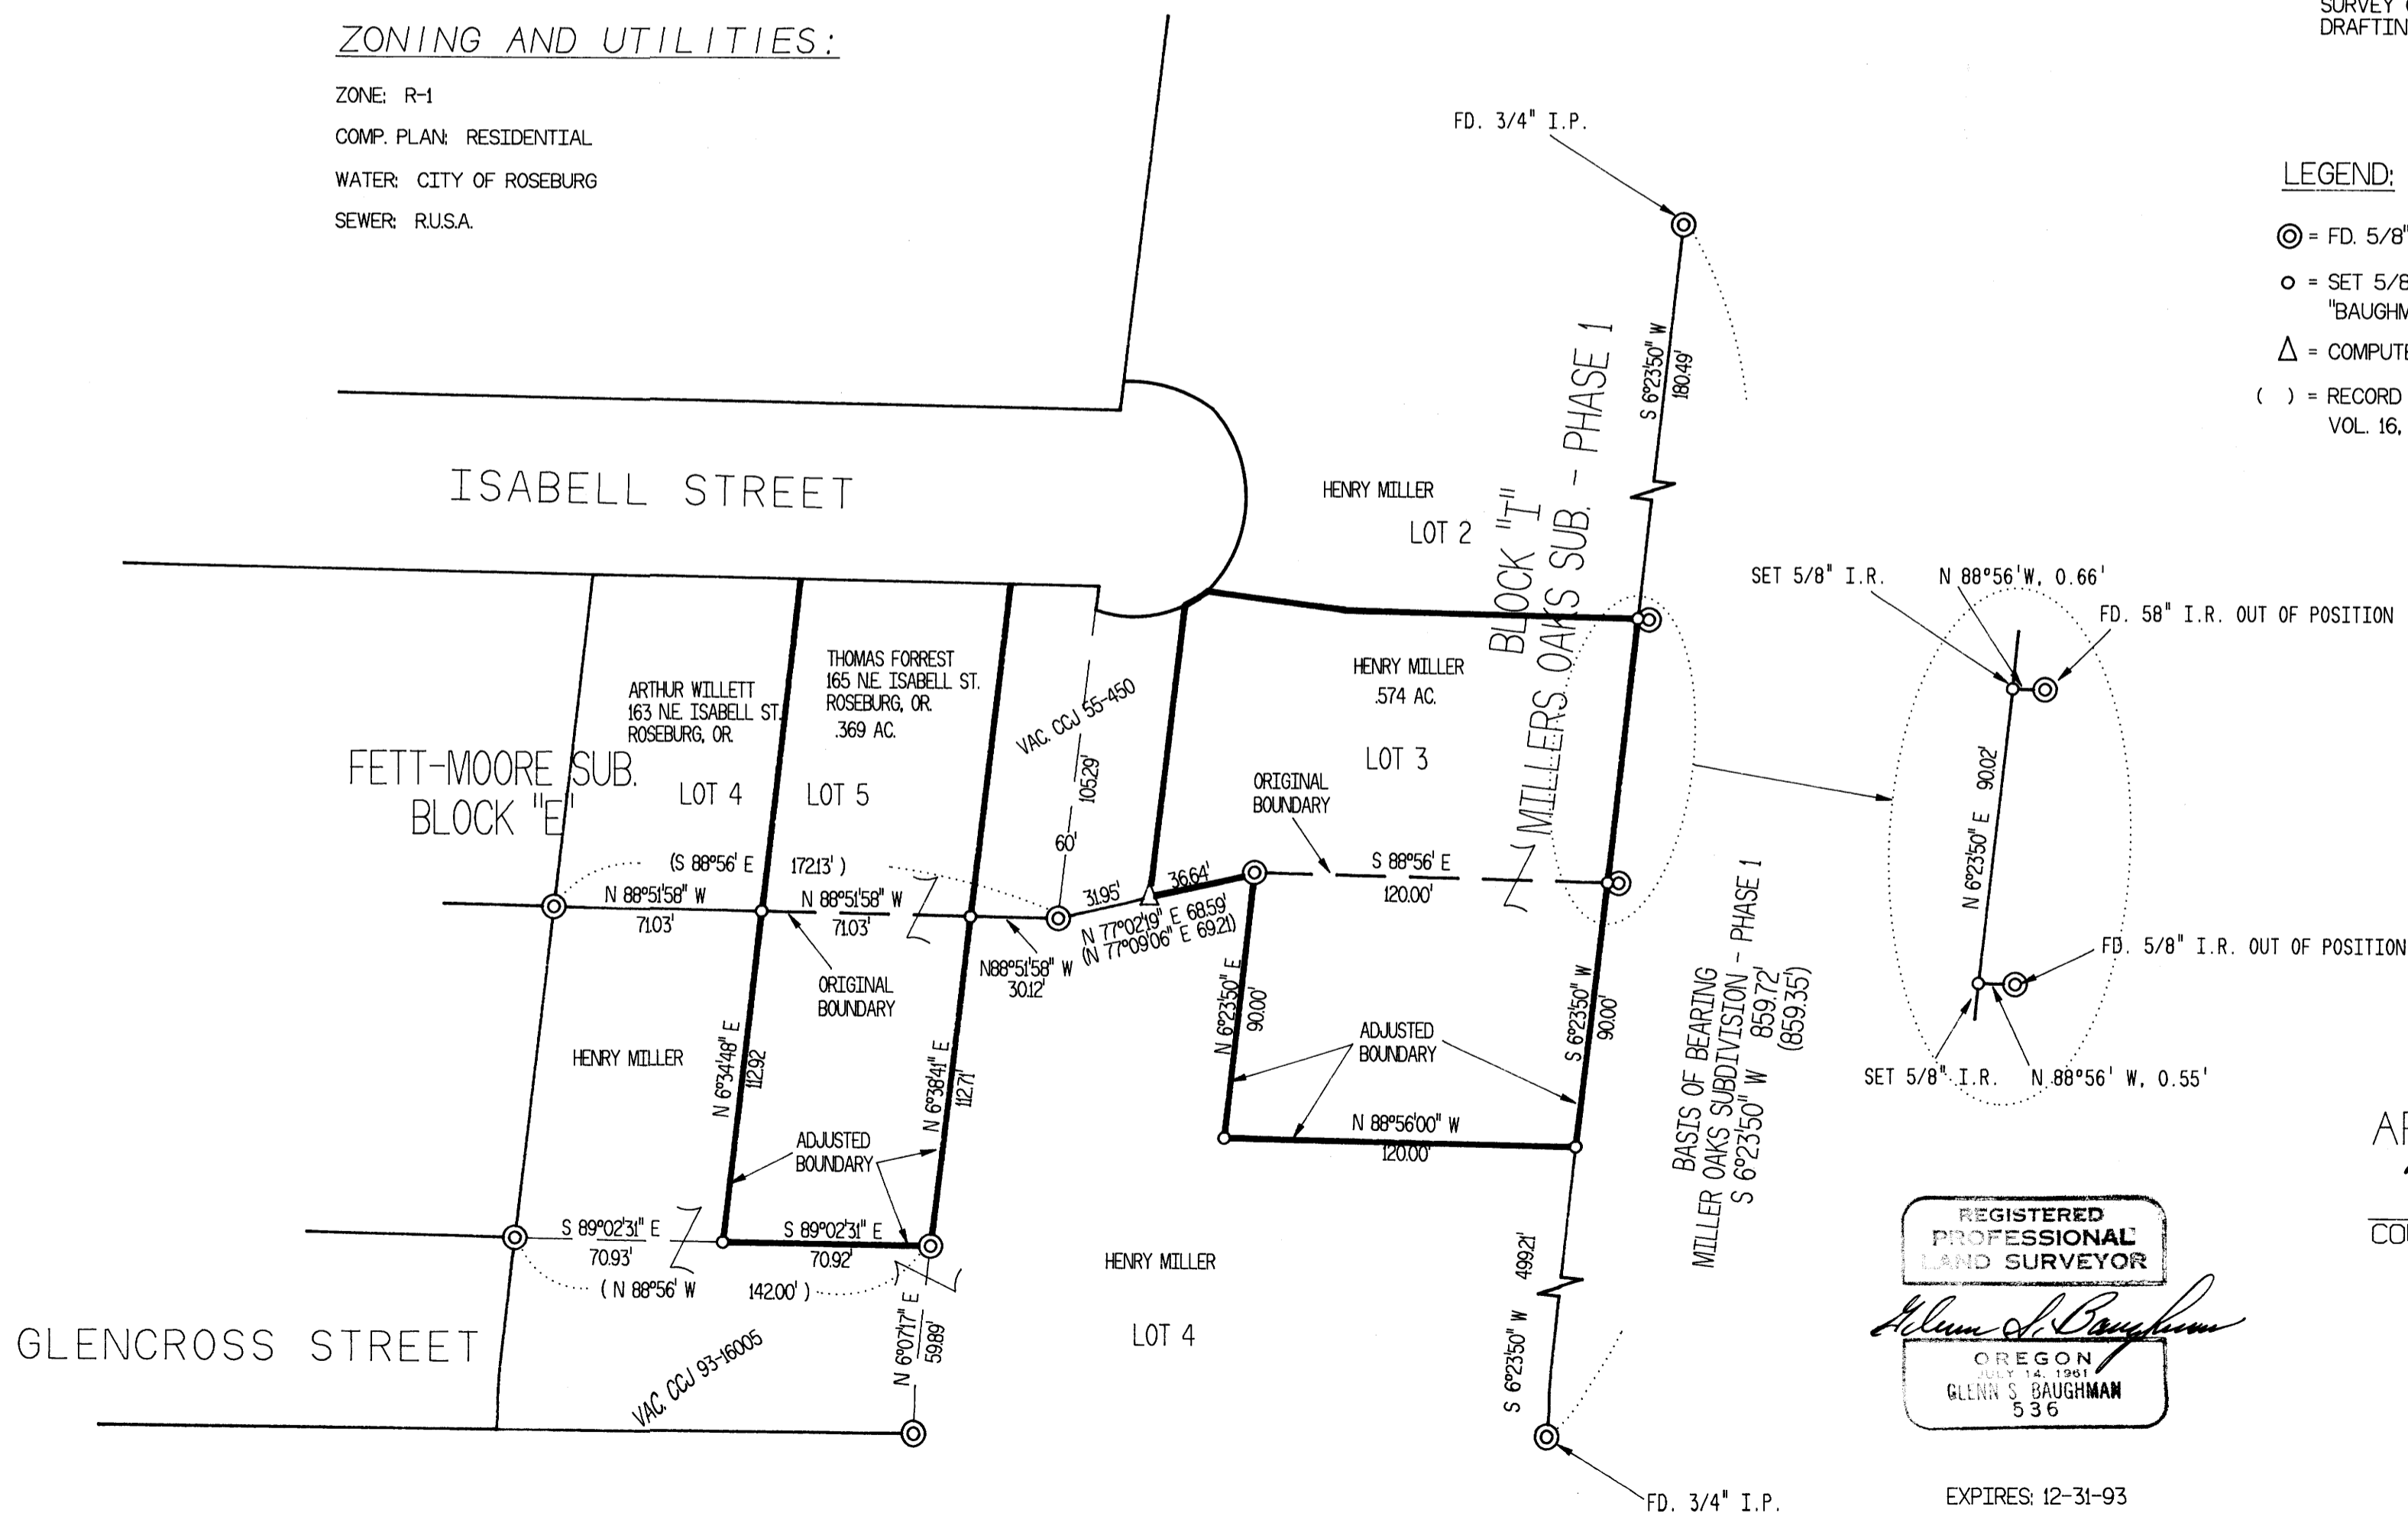 ZONING AND UTILITIES:
ZONE: R-1
COMP. PLAN: RESIDENTIAL
WATER: CITY OF ROSEBURG
SEWER: R.U.S.A.
SURVEY
DRAFTIN
LEGEND:
= FD. 5/8"
= SET 5/8
"BAUGHM
= COMPUTE
( ) = RECORD
VOL. 16,
FD. 3/4" I.P.
S 6°23'50" W
180.49'
ISABELL STREET
HENRY MILLER
LOT 2
BLOCK "I"
MILLERS OAKS SUB. - PHASE 1
SET 5/8" I.R.
N 88°56'W, 0.66'
FD. 58" I.R. OUT OF POSITION
N 6°23'50" E 90.02'
FD. 5/8" I.R. OUT OF POSITION
SET 5/8" I.R.
N 88°56' W, 0.55'
ARTHUR WILLETT
163 N.E. ISABELL ST.
ROSEBURG, OR.
THOMAS FORREST
165 N.E. ISABELL ST.
ROSEBURG, OR.
.369 AC.
VAC. CCJ 55-450
105.29'
60'
HENRY MILLER
.574 AC.
LOT 3
FETT-MOORE SUB.
BLOCK "E"
LOT 4
LOT 5
ORIGINAL
BOUNDARY
(S 88°56' E 172.13' )
N 88°51'58" W
71.03'
N 88°51'58" W
71.03'
N88°51'58" W
30.12'
31.95'
36.64'
N 77°02'19" E 68.59'
(N 77°09'06" E 69.21)
S 88°56' E
120.00'
ORIGINAL
BOUNDARY
HENRY MILLER
N 6°34'48" E
112.92
N 6°38'41" E
112.71'
N 6°23'50" E
90.00'
S 6°23'50" W
90.00'
ADJUSTED
BOUNDARY
N 88°56'00" W
120.00'
BASIS OF BEARING
MILLER OAKS SUBDIVISION - PHASE 1
S 6°23'50" W 859.72'
(859.35')
ADJUSTED
BOUNDARY
S 89°02'31" E
70.93'
S 89°02'31" E
70.92'
( N 88°56' W 142.00' )
N 6°07'17" E
59.89'
HENRY MILLER
LOT 4
S 6°23'50" W 499.21'
GLENCROSS STREET
VAC. CCJ 93-16005
FD. 3/4" I.P.
REGISTERED
PROFESSIONAL
LAND SURVEYOR
Glenn S. Baughman
OREGON
JULY 14, 1961
GLENN S. BAUGHMAN
536
EXPIRES: 12-31-93